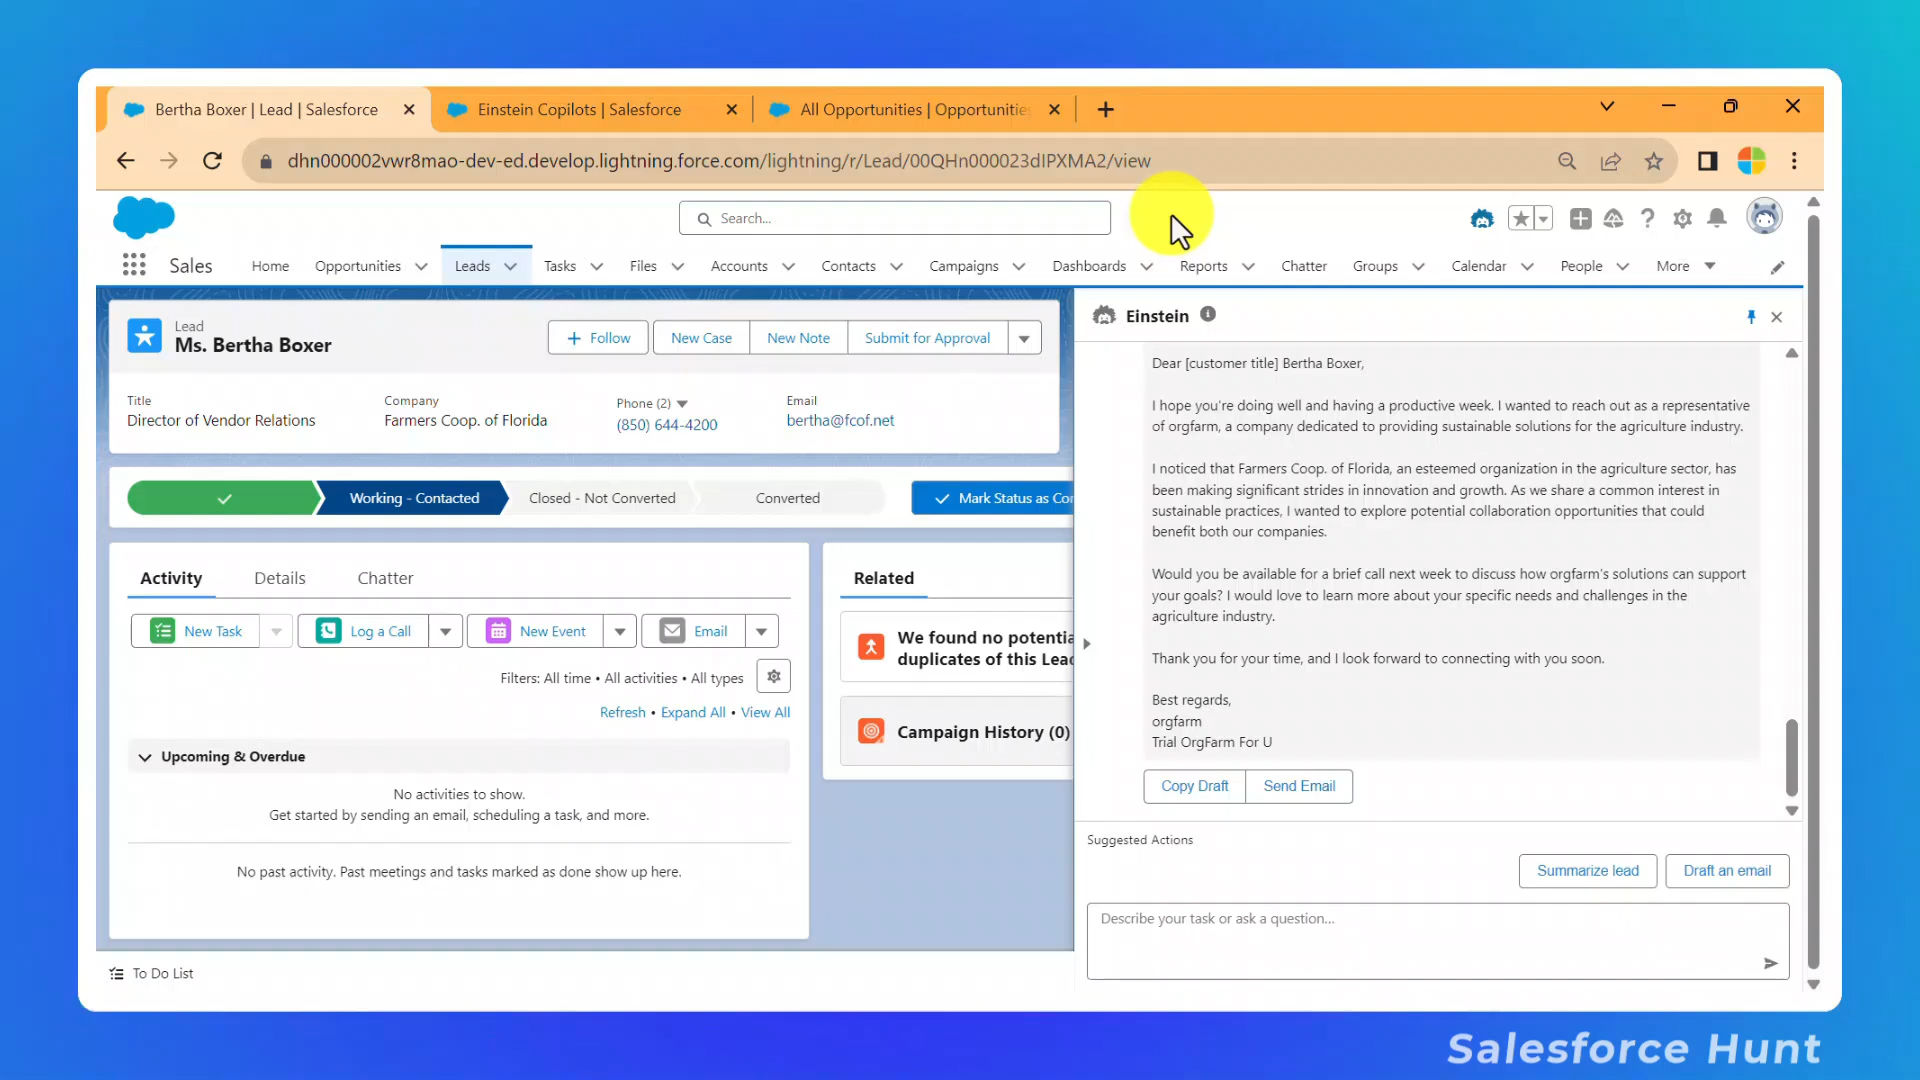 Bertha Boxer | Lead | Salesforce
Einstein Copilots | Salesforce
All Opportunities | Opportunities
dhn000002vwr8mao-dev-ed.develop.lightning.force.com/lightning/r/Lead/00QHn000023dIPXMA2/view
Search...
Sales
Home
Opportunities
Leads
Tasks
Files
Accounts
Contacts
Campaigns
Dashboards
Reports
Chatter
Groups
Calendar
People
More
Lead
Ms. Bertha Boxer
Follow
New Case
New Note
Submit for Approval
Title
Director of Vendor Relations
Company
Farmers Coop. of Florida
Phone (2)
(850) 644-4200
Email
bertha@fcof.net
Working - Contacted
Closed - Not Converted
Converted
Mark Status as Con
Activity
Details
Chatter
New Task
Log a Call
New Event
Email
Filters: All time • All activities • All types
Refresh • Expand All • View All
Upcoming & Overdue
No activities to show.
Get started by sending an email, scheduling a task, and more.
No past activity. Past meetings and tasks marked as done show up here.
Related
We found no potentia
duplicates of this Lea
Campaign History (0)
To Do List
Einstein
Dear [customer title] Bertha Boxer,
I hope you're doing well and having a productive week. I wanted to reach out as a representative
of orgfarm, a company dedicated to providing sustainable solutions for the agriculture industry.
I noticed that Farmers Coop. of Florida, an esteemed organization in the agriculture sector, has
been making significant strides in innovation and growth. As we share a common interest in
sustainable practices, I wanted to explore potential collaboration opportunities that could
benefit both our companies.
Would you be available for a brief call next week to discuss how orgfarm's solutions can support
your goals? I would love to learn more about your specific needs and challenges in the
agriculture industry.
Thank you for your time, and I look forward to connecting with you soon.
Best regards,
orgfarm
Trial OrgFarm For U
Copy Draft
Send Email
Suggested Actions
Summarize lead
Draft an email
Describe your task or ask a question...
Salesforce Hunt